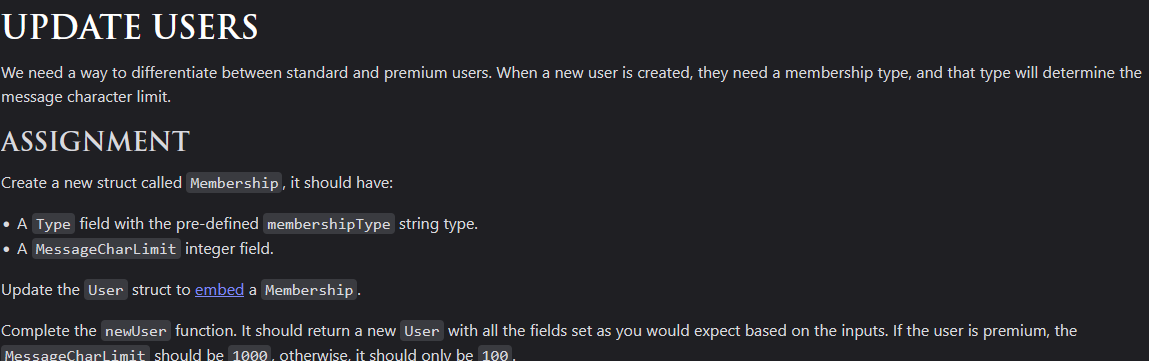 UPDATE USERS
We need a way to differentiate between standard and premium users. When a new user is created, they need a membership type, and that type will determine the
message character limit.
ASSIGNMENT
Create a new struct called Membership, it should have:
• A Type field with the pre-defined membershipType string type.
• A MessageCharLimit integer field.
Update the User struct to embed a Membership.
Complete the newUser function. It should return a new User with all the fields set as you would expect based on the inputs. If the user is premium, the
MessageCharLimit should be 1000, otherwise, it should only be 100.